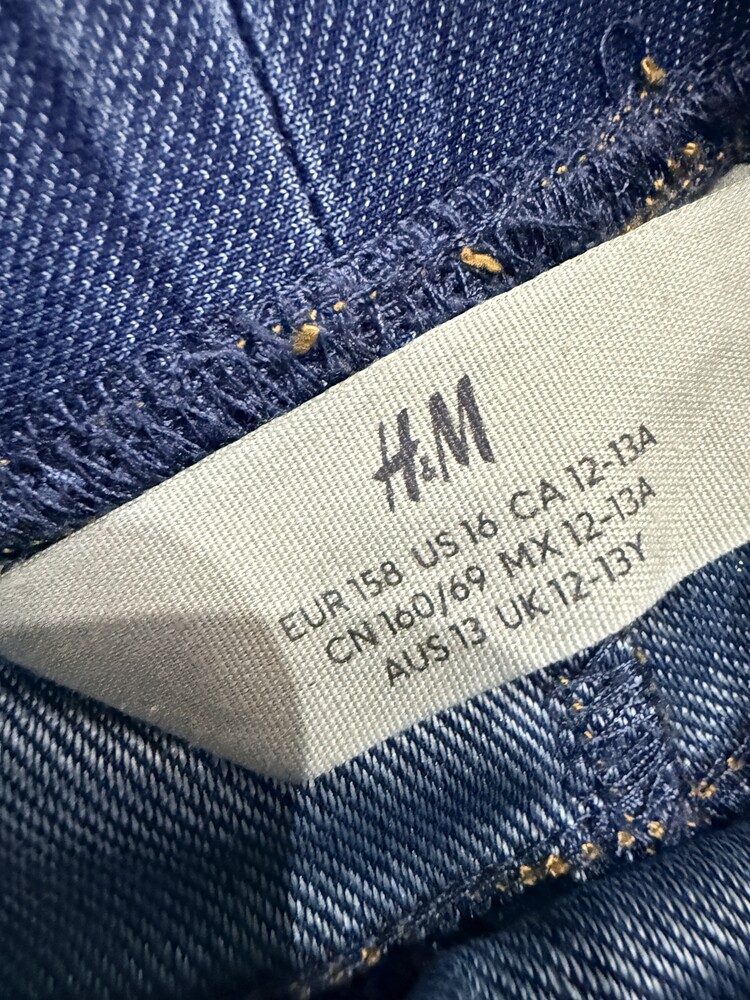 H&M
EUR 158 US 16 CA 12-13A
CN 160/69 MX 12-13A
AUS 13 UK 12-13Y